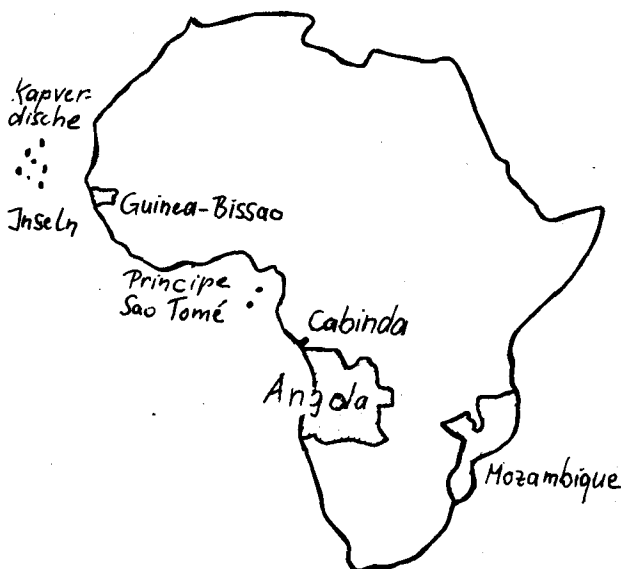 Kapver=
dische
Inseln
Guinea-Bissao
Principe
Sao Tomé
Cabinda
Angola
Mozambique